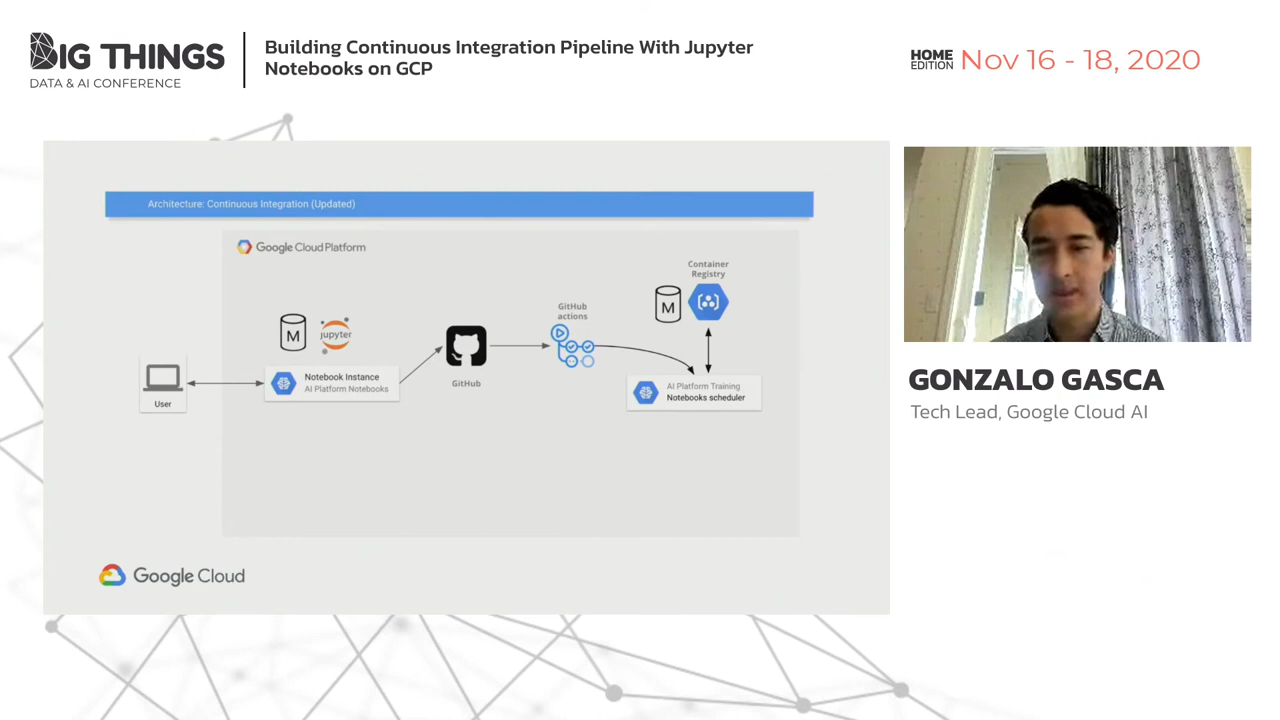 BIG THINGS
DATA & AI CONFERENCE
Building Continuous Integration Pipeline With Jupyter
Notebooks on GCP
HOME
EDITION
Nov 16 - 18, 2020
Architecture: Continuous Integration (Updated)
Google Cloud Platform
Container
Registry
M
GitHub
actions
M
jupyter
GitHub
User
Notebook Instance
AI Platform Notebooks
AI Platform Training
Notebooks scheduler
Google Cloud
GONZALO GASCA
Tech Lead, Google Cloud AI